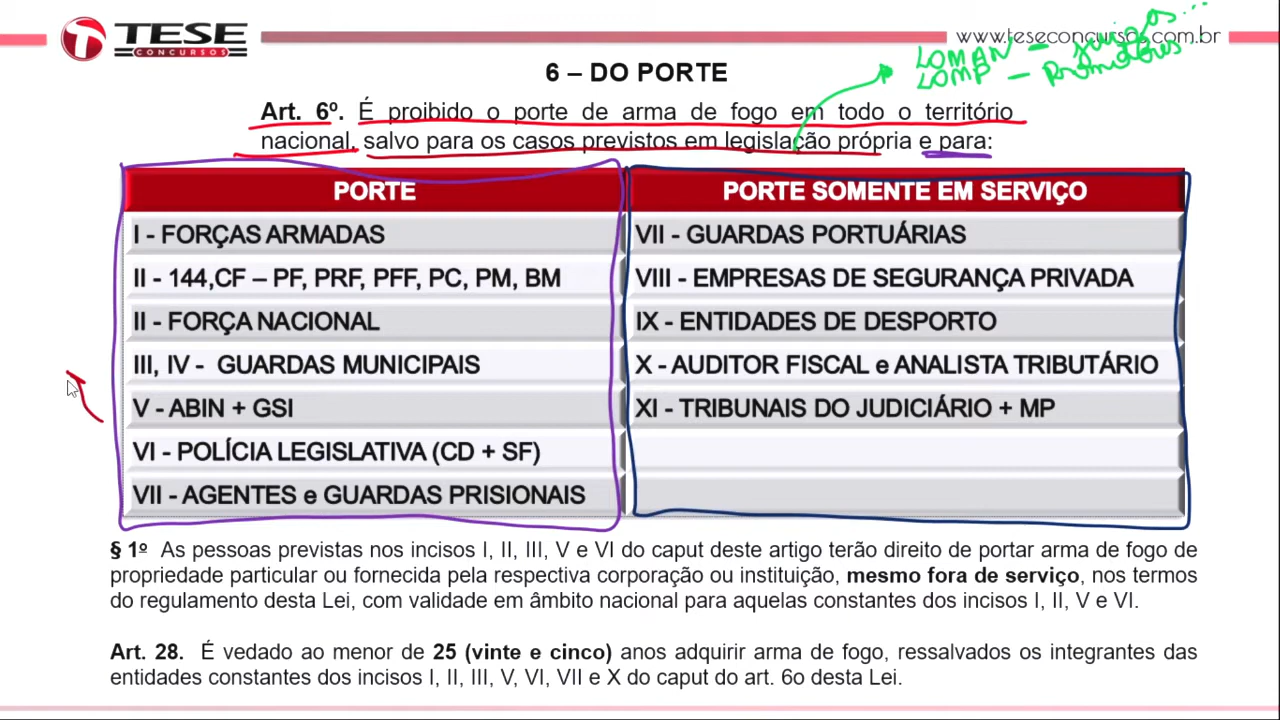 TESE
CONCURSOS
www.teseconcursos.com.br
LOMAN - juízos...
LOMP - Promotores
6 – DO PORTE
Art. 6º. É proibido o porte de arma de fogo em todo o território
nacional, salvo para os casos previstos em legislação própria e para:
PORTE
PORTE SOMENTE EM SERVIÇO
I - FORÇAS ARMADAS
VII - GUARDAS PORTUÁRIAS
II - 144,CF – PF, PRF, PFF, PC, PM, BM
VIII - EMPRESAS DE SEGURANÇA PRIVADA
II - FORÇA NACIONAL
IX - ENTIDADES DE DESPORTO
III, IV - GUARDAS MUNICIPAIS
X - AUDITOR FISCAL e ANALISTA TRIBUTÁRIO
V - ABIN + GSI
XI - TRIBUNAIS DO JUDICIÁRIO + MP
VI - POLÍCIA LEGISLATIVA (CD + SF)
VII - AGENTES e GUARDAS PRISIONAIS
§ 1º As pessoas previstas nos incisos I, II, III, V e VI do caput deste artigo terão direito de portar arma de fogo de
propriedade particular ou fornecida pela respectiva corporação ou instituição, mesmo fora de serviço, nos termos
do regulamento desta Lei, com validade em âmbito nacional para aquelas constantes dos incisos I, II, V e VI.
Art. 28. É vedado ao menor de 25 (vinte e cinco) anos adquirir arma de fogo, ressalvados os integrantes das
entidades constantes dos incisos I, II, III, V, VI, VII e X do caput do art. 6o desta Lei.